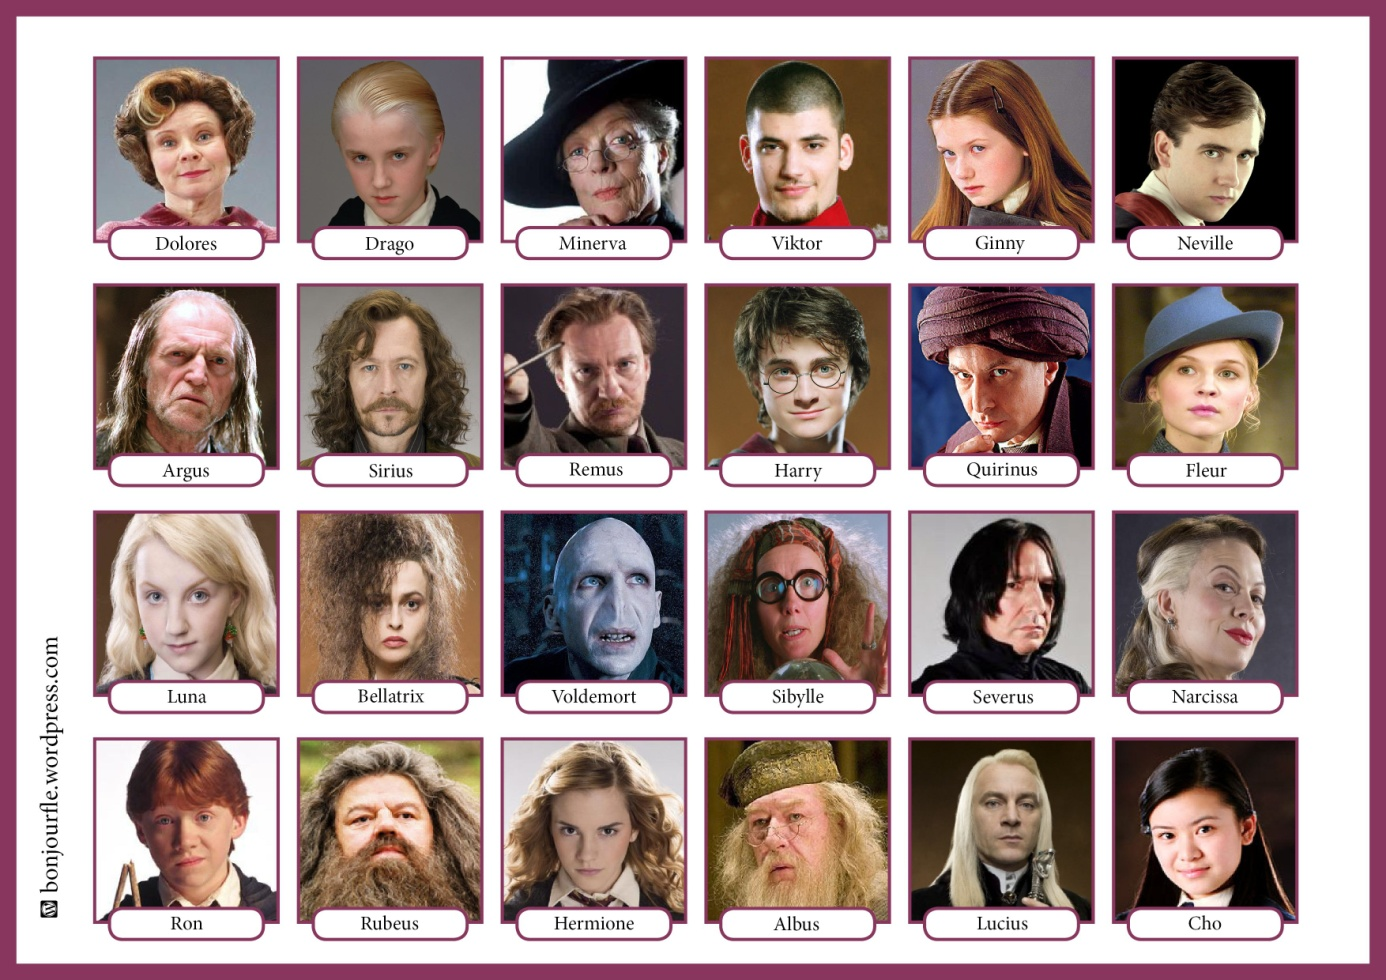 Dolores
Drago
Minerva
Viktor
Ginny
Neville
Argus
Sirius
Remus
Harry
Quirinus
Fleur
Luna
Bellatrix
Voldemort
Sibylle
Severus
Narcissa
Ron
Rubeus
Hermione
Albus
Lucius
Cho
bonjourfle.wordpress.com